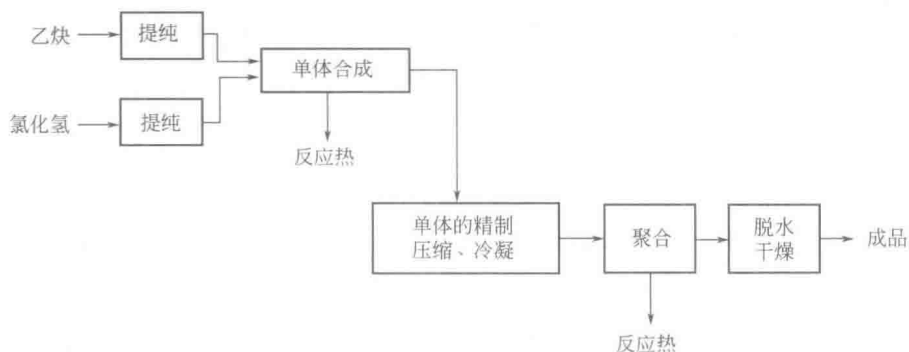 乙炔
提纯
单体合成
氯化氢
提纯
反应热
单体的精制
压缩、冷凝
聚合
脱水
干燥
成品
反应热